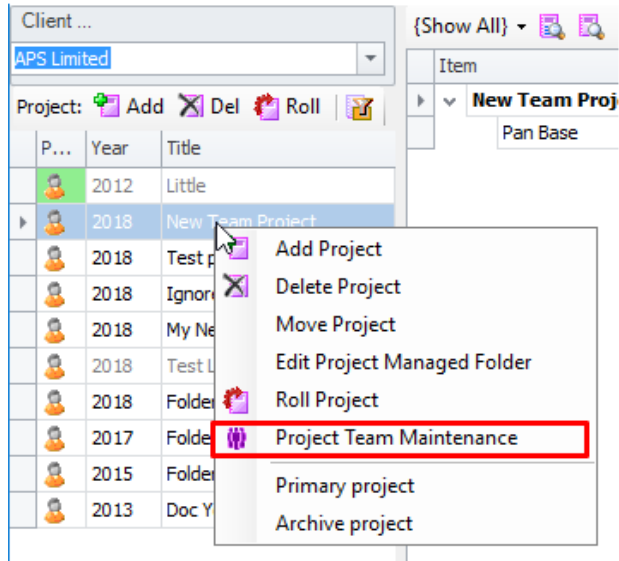 Client ...
{Show All}
APS Limited
Item
Project: Add Del Roll
New Team Proj
Pan Base
P... Year Title
2012 Little
2018 New Team Project
2018 Test p
2018 Ignor
2018 My Ne
2018 Test L
2018 Folde
2017 Folde
2015 Folde
2013 Doc Y
Add Project
Delete Project
Move Project
Edit Project Managed Folder
Roll Project
Project Team Maintenance
Primary project
Archive project